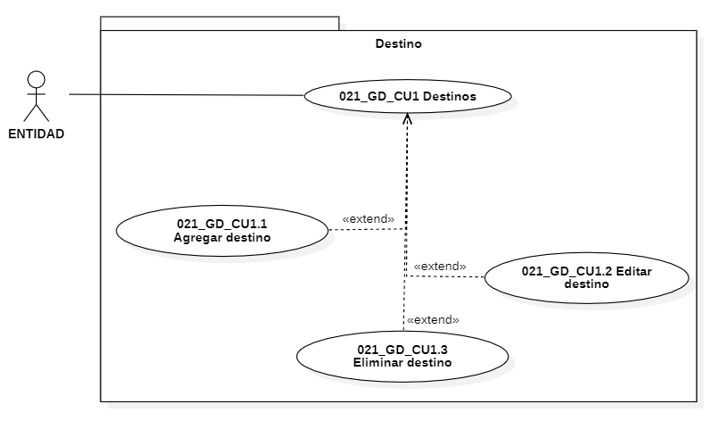 Destino
021_GD_CU1 Destinos
ENTIDAD
021_GD_CU1.1
Agregar destino
«extend»
«extend»
021_GD_CU1.2 Editar
destino
«extend»
021_GD_CU1.3
Eliminar destino